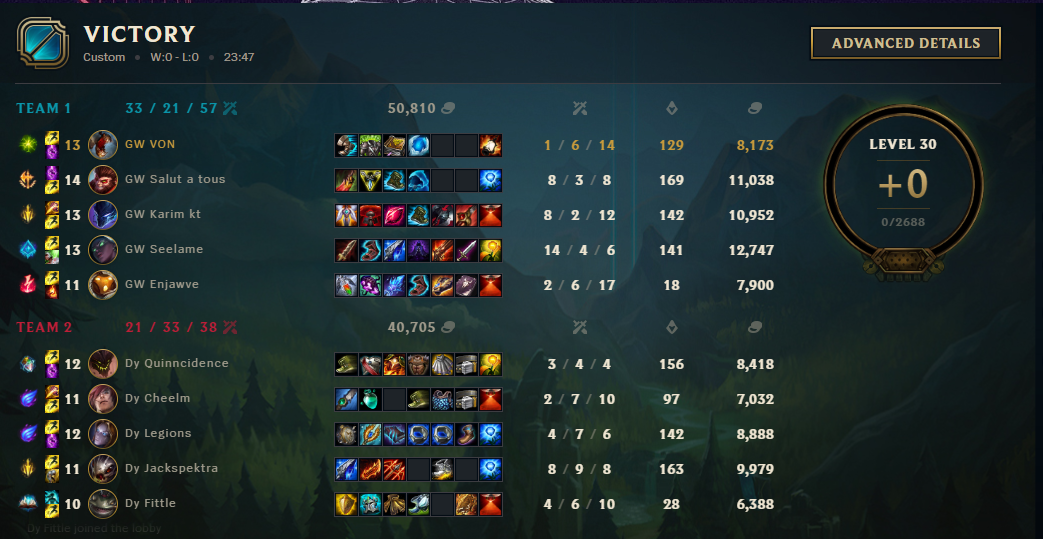 VICTORY
Custom • W:0 - L:0 • 23:47
ADVANCED DETAILS
TEAM 1 33 / 21 / 57 50,810
13 GW VON 1 / 6 / 14 129 8,173
14 GW Salut a tous 8 / 3 / 8 169 11,038
13 GW Karim kt 8 / 2 / 12 142 10,952
13 GW Seelame 14 / 4 / 6 141 12,747
11 GW Enjawve 2 / 6 / 17 18 7,900
TEAM 2 21 / 33 / 38 40,705
12 Dy Quinncidence 3 / 4 / 4 156 8,418
11 Dy Cheelm 2 / 7 / 10 97 7,032
12 Dy Legions 4 / 7 / 6 142 8,888
11 Dy Jackspektra 8 / 9 / 8 163 9,979
10 Dy Fittle 4 / 6 / 10 28 6,388
Dy Fittle joined the lobby
LEVEL 30
+0
0/2688